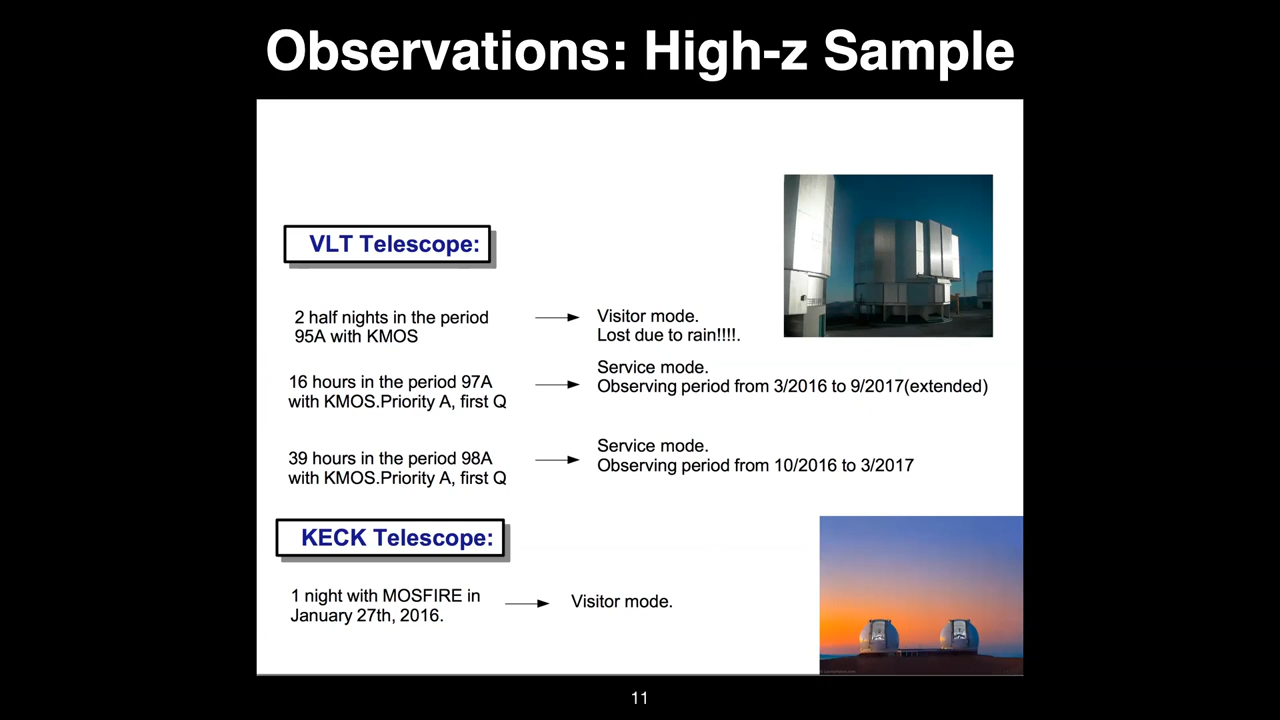 Observations: High-z Sample
VLT Telescope:
2 half nights in the period
95A with KMOS
Visitor mode.
Lost due to rain!!!!.
16 hours in the period 97A
with KMOS.Priority A, first Q
Service mode.
Observing period from 3/2016 to 9/2017(extended)
39 hours in the period 98A
with KMOS.Priority A, first Q
Service mode.
Observing period from 10/2016 to 3/2017
KECK Telescope:
1 night with MOSFIRE in
January 27th, 2016.
Visitor mode.
11